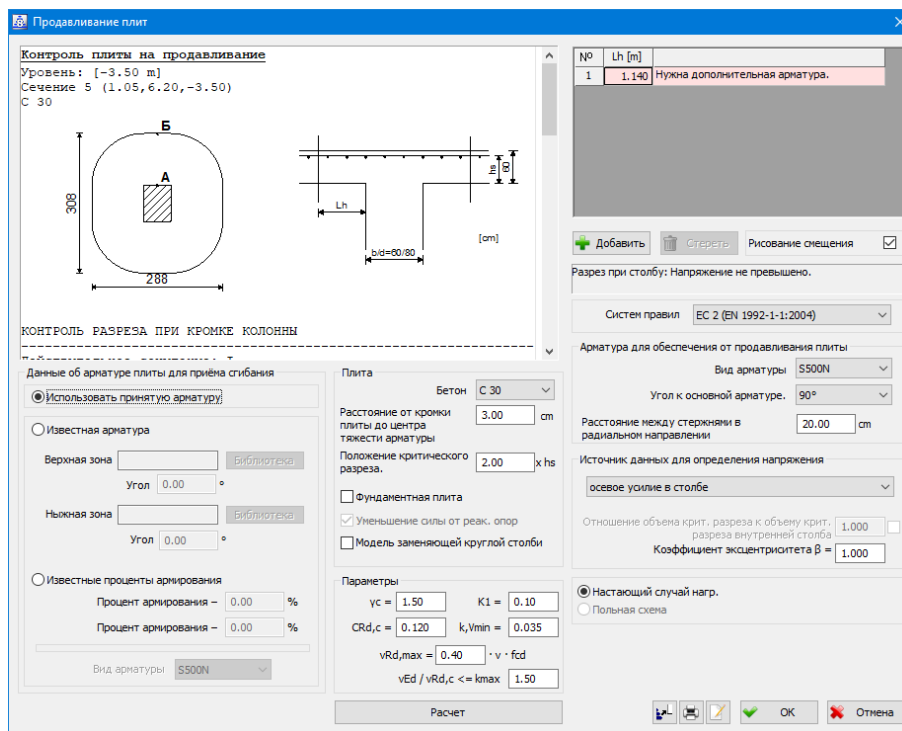 Продавливание плит
Контроль плиты на продавливание
Уровень: [-3.50 m]
Сечение 5 (1.05,6.20,-3.50)
C 30
Б
А
308
288
hs
60
Lh
[cm]
b/d=60/80
КОНТРОЛЬ РАЗРЕЗА ПРИ КРОМКЕ КОЛОННЫ
Nº Lh [m]
1 1.140 Нужна дополнительная арматура.
Добавить
Стереть
Рисование смещения
Разрез при столбу: Напряжение не превышено.
Систем правил EC 2 (EN 1992-1-1:2004)
Арматура для обеспечения от продавливания плиты
Вид арматуры S500N
Угол к основной арматуре. 90°
Расстояние между стержнями в
радиальном направлении 20.00 cm
Источник данных для определения напряжения
осевое усилие в столбе
Отношение объема крит. разреза к объему крит.
разреза внутренней столба 1.000
Коэффициент эксцентриситета β = 1.000
Настающий случай нагр.
Польная схема
Данные об арматуре плиты для приёма сгибания
Использовать принятую арматуру
Известная арматура
Верхная зона Библиотека
Угол 0.00 °
Ныжная зона Библиотека
Угол 0.00 °
Известные проценты армирования
Процент армирования – 0.00 %
Процент армирования – 0.00 %
Вид арматуры S500N
Плита
Бетон C 30
Расстояние от кромки
плиты до центра
тяжести арматуры 3.00 cm
Положение критического
разреза. 2.00 x hs
Фундаментная плита
Уменьшение силы от реак. опор
Модель заменяющей круглой столби
Параметры
γc = 1.50 K1 = 0.10
CRd,c = 0.120 k,Vmin = 0.035
vRd,max = 0.40 · ν · fcd
vEd / vRd,c <= kmax 1.50
Расчет
OK
Отмена